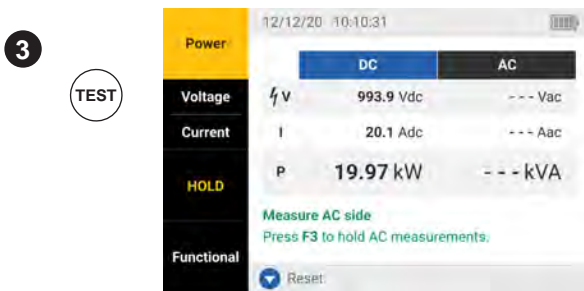 3
TEST
12/12/20 10:10:31
Power
DC AC
Voltage V 993.9 Vdc - - - Vac
Current I 20.1 Adc - - - Aac
HOLD P 19.97 kW - - - kVA
Measure AC side
Press F3 to hold AC measurements.
Functional
Reset